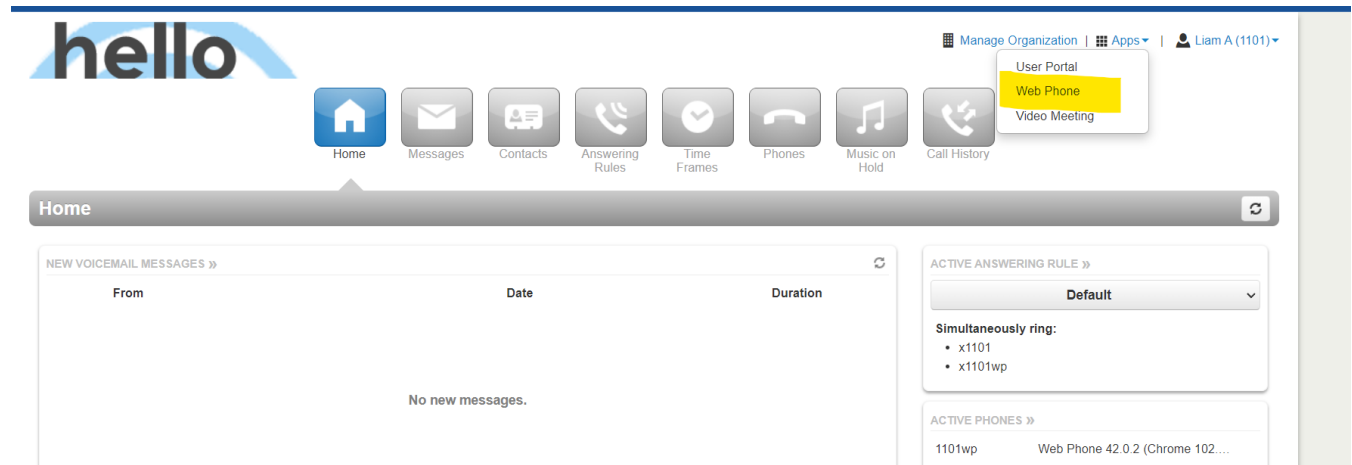 hello
Manage Organization | Apps | Liam A (1101)
User Portal
Web Phone
Video Meeting
Home
Messages
Contacts
Answering Rules
Time Frames
Phones
Music on Hold
Call History
Home
NEW VOICEMAIL MESSAGES »
From Date Duration
No new messages.
ACTIVE ANSWERING RULE »
Default
Simultaneously ring:
• x1101
• x1101wp
ACTIVE PHONES »
1101wp Web Phone 42.0.2 (Chrome 102....